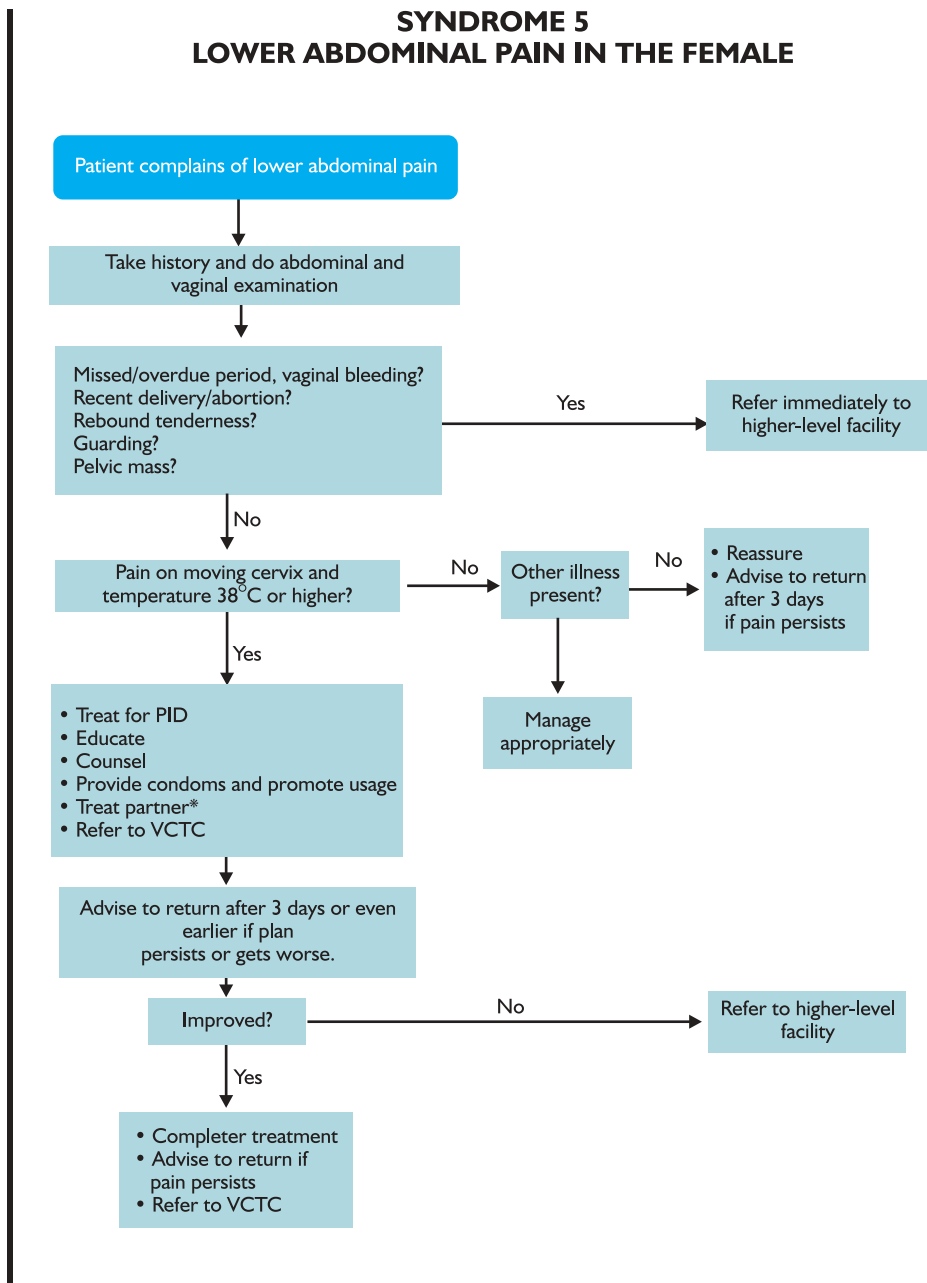 SYNDROME 5
LOWER ABDOMINAL PAIN IN THE FEMALE
Patient complains of lower abdominal pain
Take history and do abdominal and
vaginal examination
Missed/overdue period, vaginal bleeding?
Recent delivery/abortion?
Rebound tenderness?
Guarding?
Pelvic mass?
Yes
Refer immediately to
higher-level facility
No
Pain on moving cervix and
temperature 38°C or higher?
No
Other illness
present?
No
• Reassure
• Advise to return
after 3 days
if pain persists
Yes
Manage
appropriately
• Treat for PID
• Educate
• Counsel
• Provide condoms and promote usage
• Treat partner*
• Refer to VCTC
Advise to return after 3 days or even
earlier if plan
persists or gets worse.
Improved?
No
Refer to higher-level
facility
Yes
• Completer treatment
• Advise to return if
pain persists
• Refer to VCTC